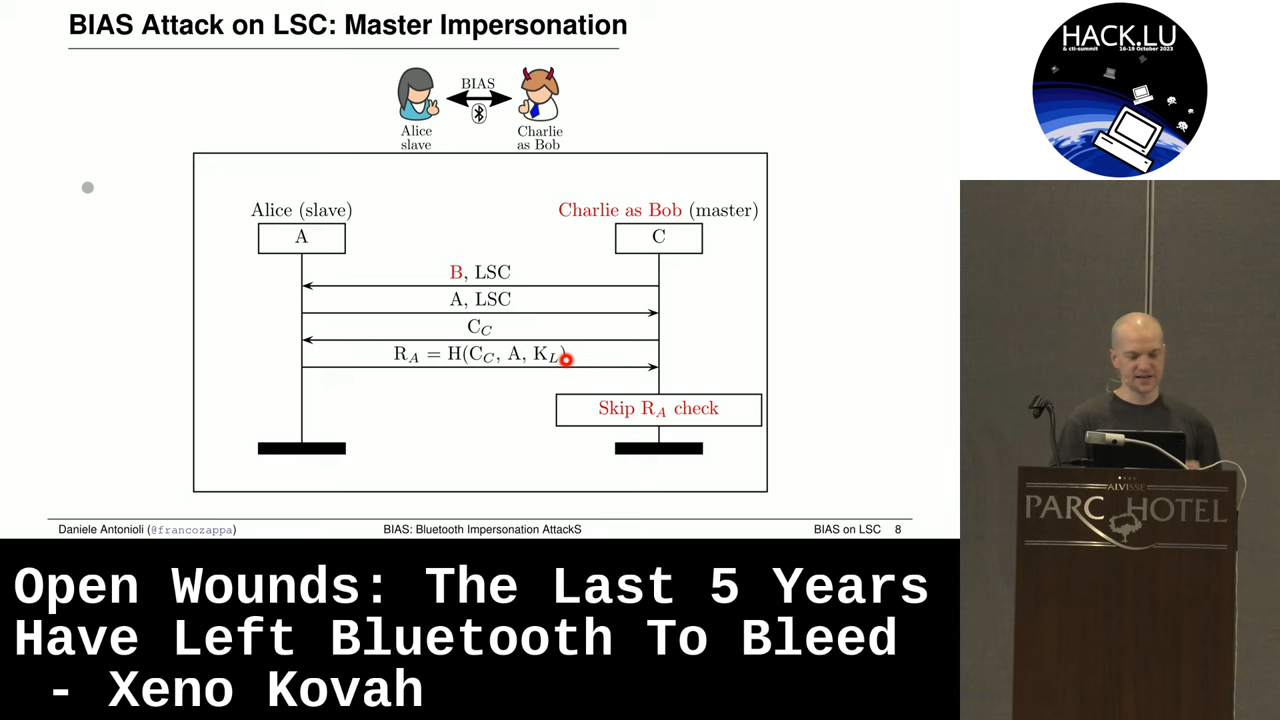 BIAS Attack on LSC: Master Impersonation
HACK.LU
& cti-summit 16-19 October 2023
BIAS
Alice
slave
Charlie
as Bob
Alice (slave)
Charlie as Bob (master)
A
C
B, LSC
A, LSC
C_C
R_A = H(C_C, A, K_L)
Skip R_A check
ALVISSE
PARC HOTEL
Daniele Antonioli (@francozappa)
BIAS: Bluetooth Impersonation AttackS
BIAS on LSC 8
Open Wounds: The Last 5 Years
Have Left Bluetooth To Bleed
- Xeno Kovah